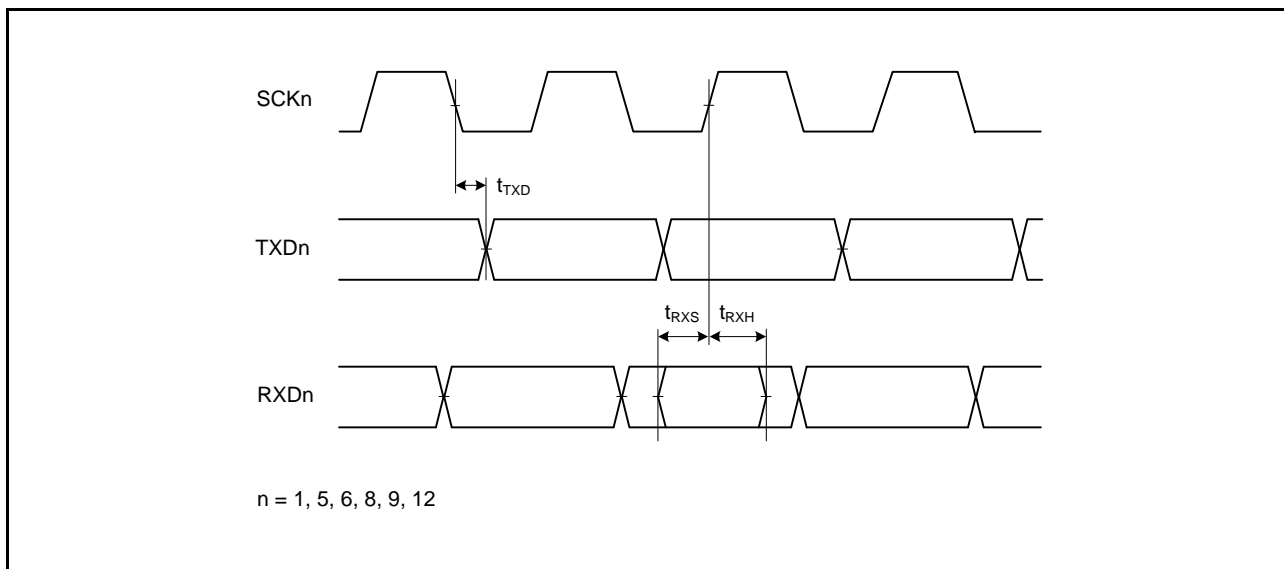 SCKn
tTXD
TXDn
tRXS tRXH
RXDn
n = 1, 5, 6, 8, 9, 12